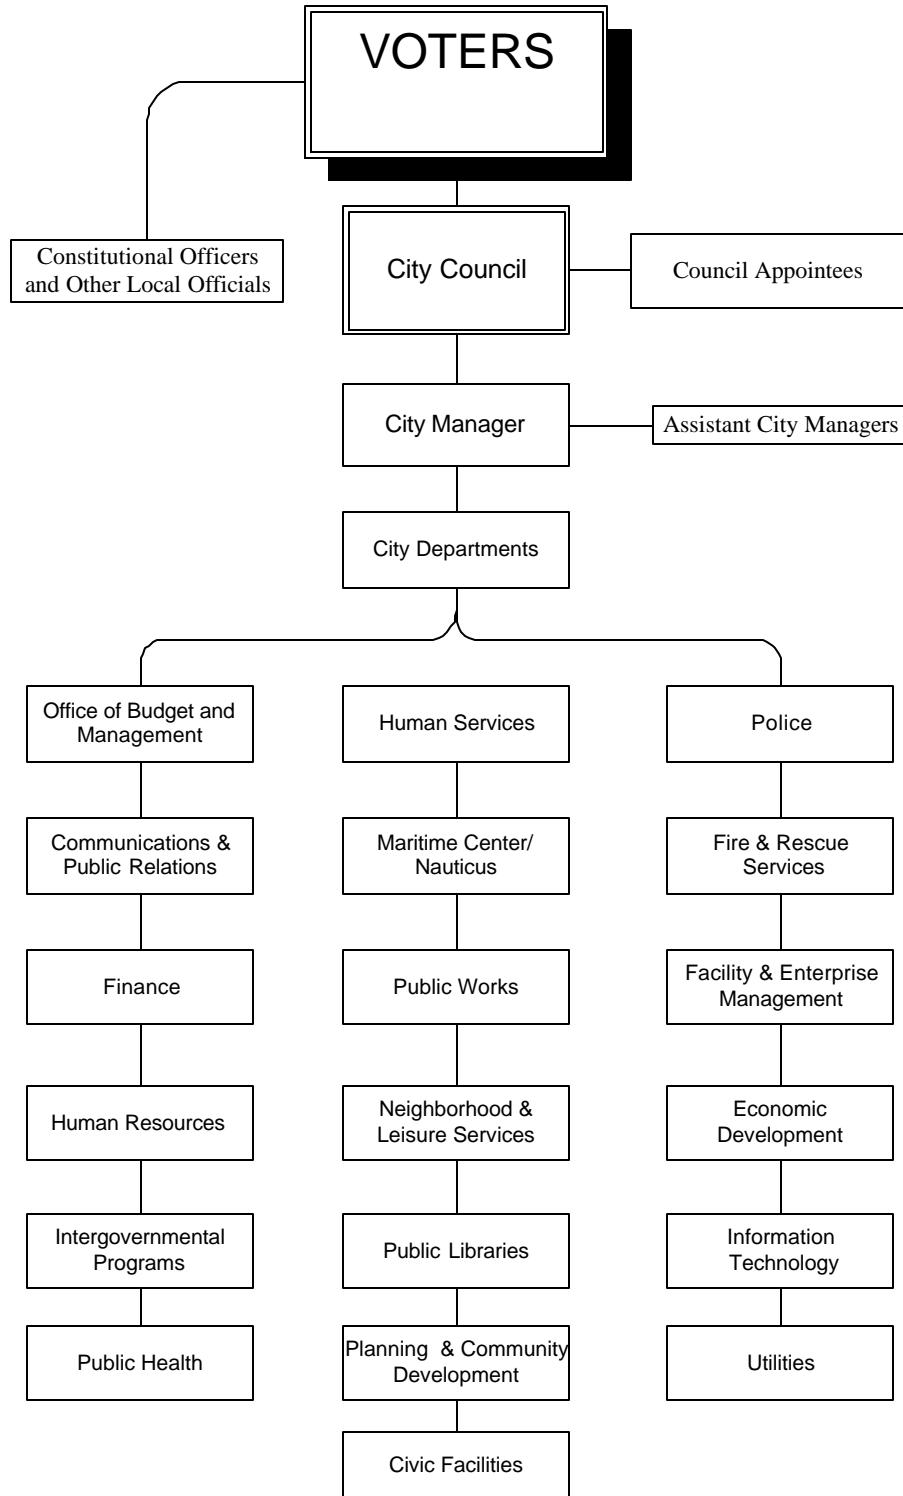 VOTERS
Constitutional Officers
and Other Local Officials
City Council
Council Appointees
City Manager
Assistant City Managers
City Departments
Office of Budget and
Management
Human Services
Police
Communications &
Public Relations
Maritime Center/
Nauticus
Fire & Rescue
Services
Finance
Public Works
Facility & Enterprise
Management
Human Resources
Neighborhood &
Leisure Services
Economic
Development
Intergovernmental
Programs
Public Libraries
Information
Technology
Public Health
Planning & Community
Development
Utilities
Civic Facilities